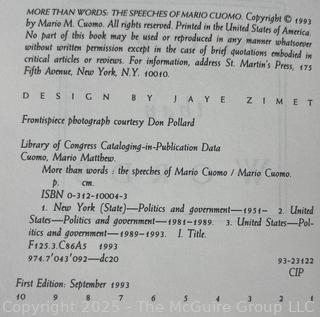 MORE THAN WORDS: THE SPEECHES OF MARIO CUOMO. Copyright © 1993
by Mario M. Cuomo. All rights reserved. Printed in the United States of America.
No part of this book may be used or reproduced in any manner whatsoever
without written permission except in the case of brief quotations embodied in
critical articles or reviews. For information, address St. Martin's Press, 175
Fifth Avenue, New York, N.Y. 10010.
DESIGN BY JAYE ZIMET
Frontispiece photograph courtesy Don Pollard
Library of Congress Cataloging-in-Publication Data
Cuomo, Mario Matthew.
More than words : the speeches of Mario Cuomo / Mario Cuomo.
p. cm.
ISBN 0-312-10004-3
1. New York (State)—Politics and government—1951– 2. United
States—Politics and government—1981–1989. 3. United States—Pol-
itics and government—1989–1993. I. Title.
F125.3.C86A5 1993
974.7'043'092—dc20 93-23122
CIP
First Edition: September 1993
10 9 8 7 6 5 4 3 2 1
Copyright 2025 - The McGuire Group LLC